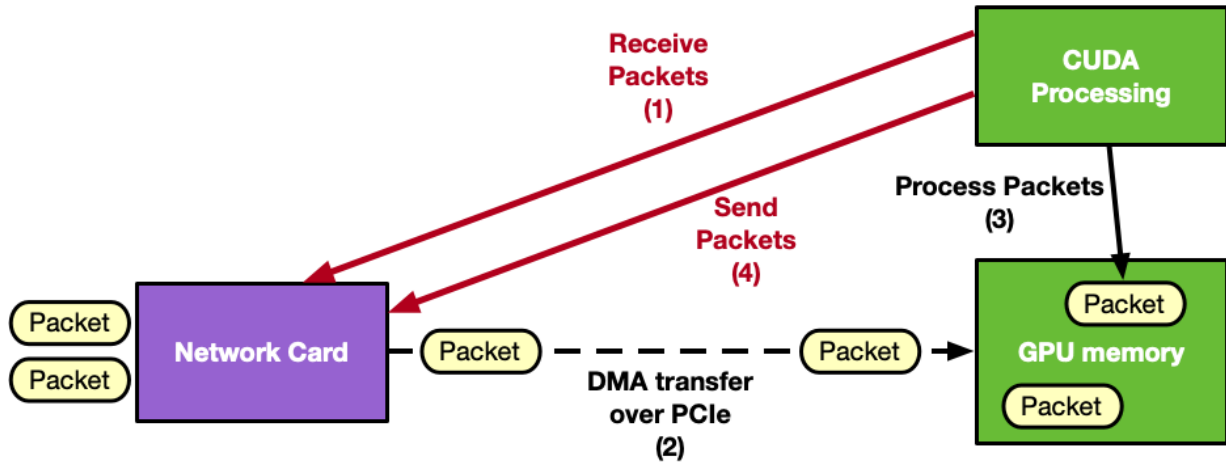 Receive
Packets
(1)
CUDA
Processing
Process Packets
(3)
Send
Packets
(4)
Packet
Packet
Network Card
Packet
Packet
DMA transfer
over PCIe
(2)
Packet
GPU memory
Packet